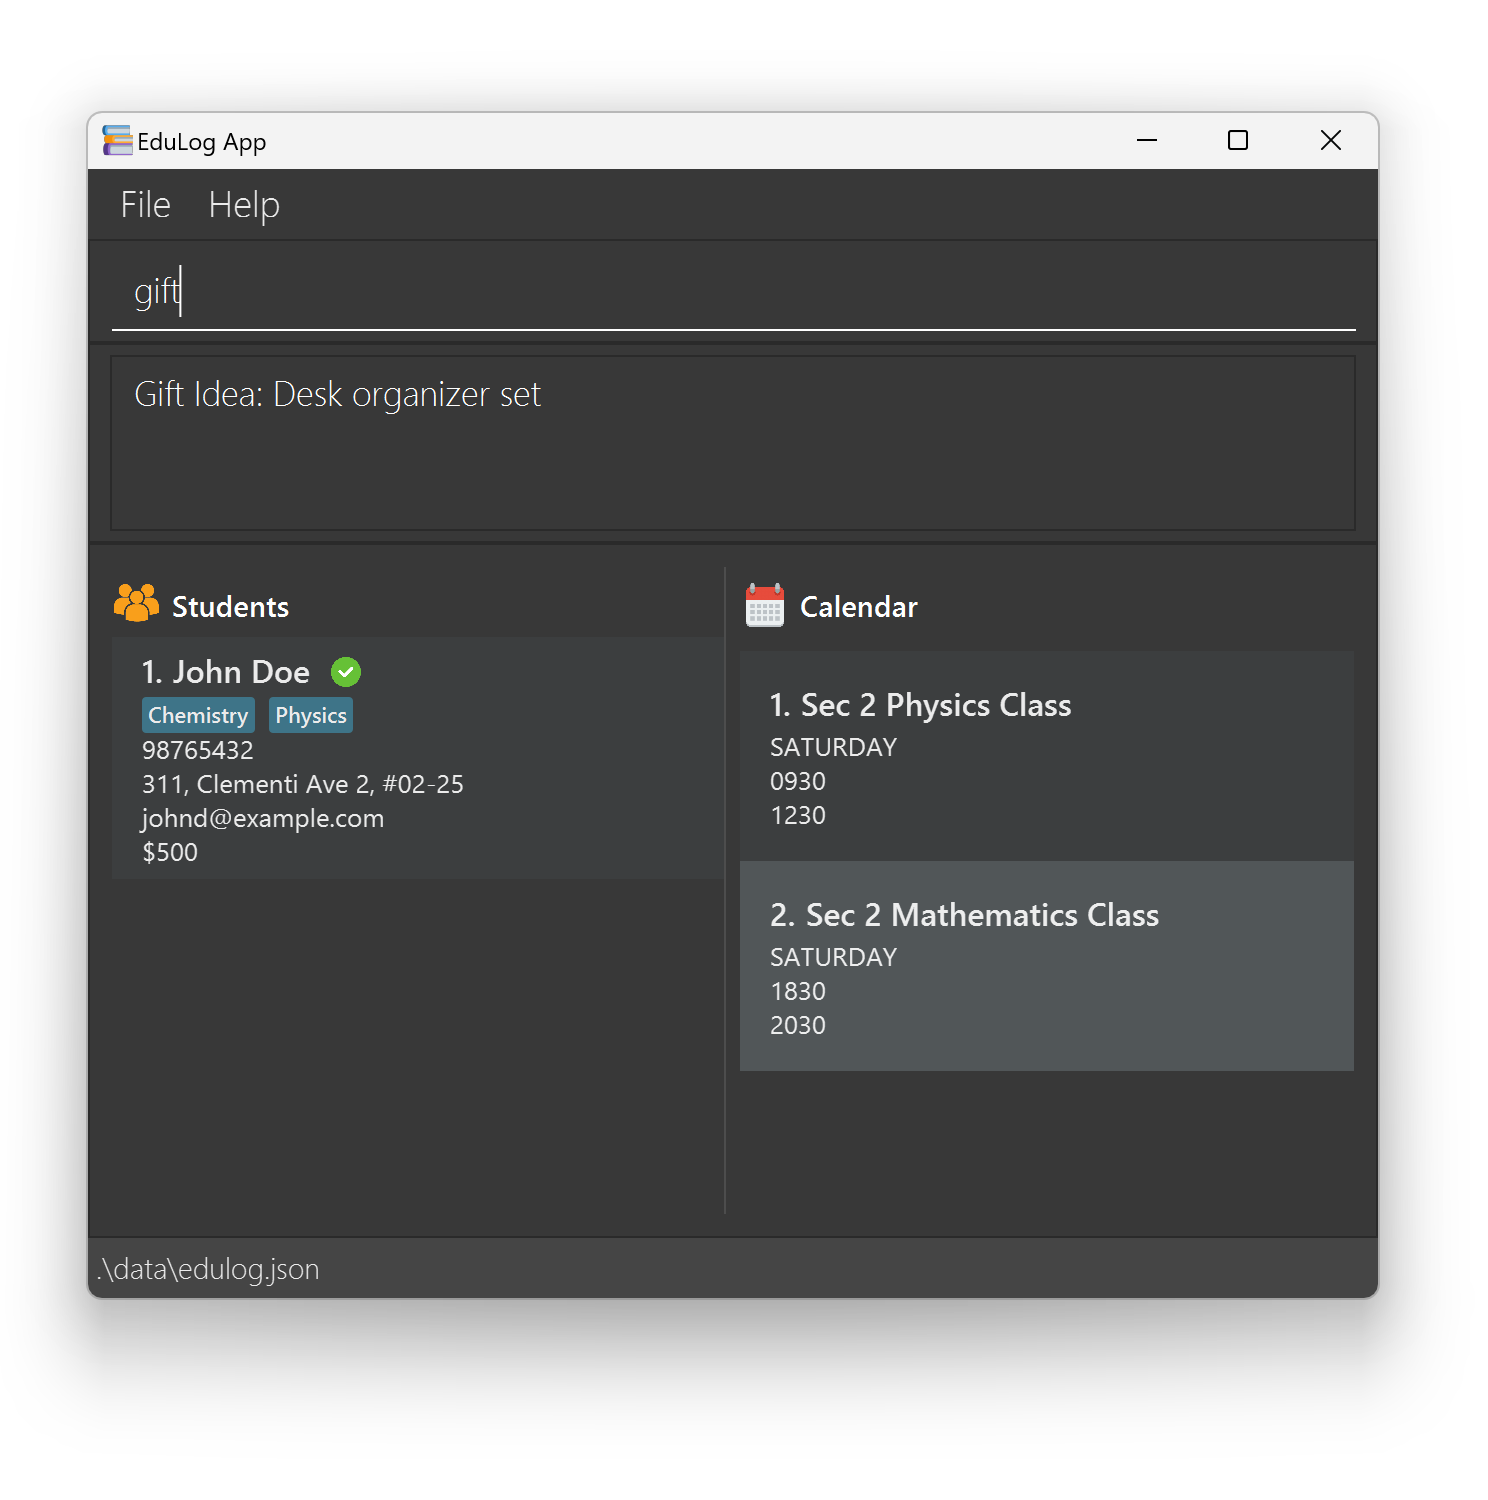 EduLog App
File Help
gift
Gift Idea: Desk organizer set
Students
1. John Doe
Chemistry Physics
98765432
311, Clementi Ave 2, #02-25
johnd@example.com
$500
Calendar
1. Sec 2 Physics Class
SATURDAY
0930
1230
2. Sec 2 Mathematics Class
SATURDAY
1830
2030
.\data\edulog.json